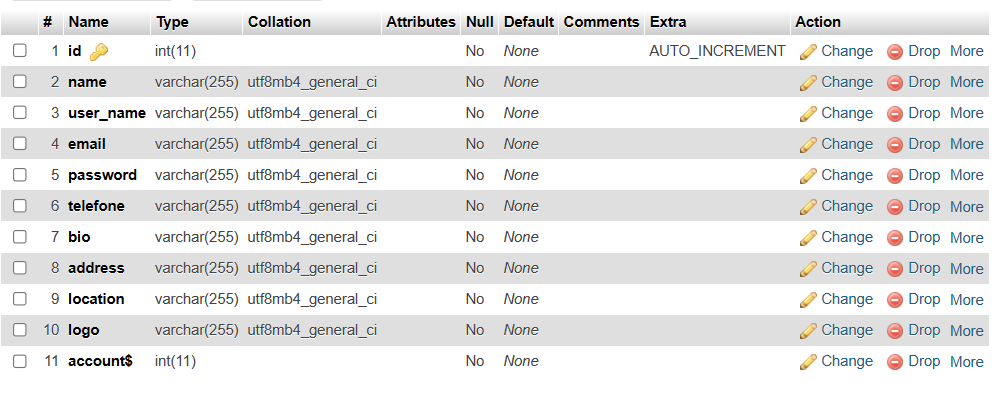 # Name Type Collation Attributes Null Default Comments Extra Action
1 id int(11) No None AUTO_INCREMENT Change Drop More
2 name varchar(255) utf8mb4_general_ci No None Change Drop More
3 user_name varchar(255) utf8mb4_general_ci No None Change Drop More
4 email varchar(255) utf8mb4_general_ci No None Change Drop More
5 password varchar(255) utf8mb4_general_ci No None Change Drop More
6 telefone varchar(255) utf8mb4_general_ci No None Change Drop More
7 bio varchar(255) utf8mb4_general_ci No None Change Drop More
8 address varchar(255) utf8mb4_general_ci No None Change Drop More
9 location varchar(255) utf8mb4_general_ci No None Change Drop More
10 logo varchar(255) utf8mb4_general_ci No None Change Drop More
11 account$ int(11) No None Change Drop More